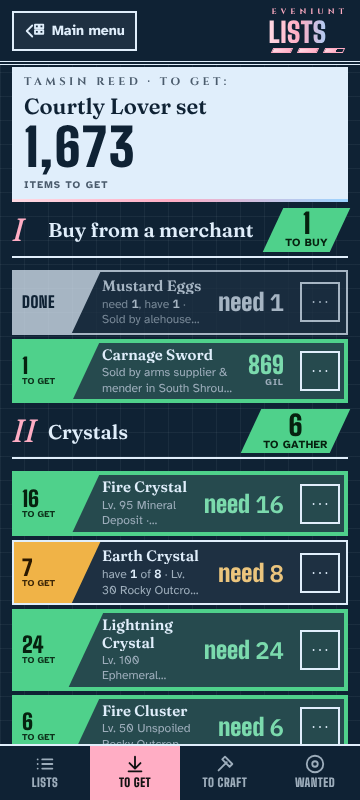 Main menu
EVENIUNT
LISTS
TAMSIN REED · TO GET:
Courtly Lover set
1,673
ITEMS TO GET
I Buy from a merchant
1
TO BUY
DONE
Mustard Eggs
need 1, have 1 ·
Sold by alehouse...
need 1
...
1
TO GET
Carnage Sword
Sold by arms supplier &
mender in South Shrou...
869
GIL
...
II Crystals
6
TO GATHER
16
TO GET
Fire Crystal
Lv. 95 Mineral
Deposit ·...
need 16
...
7
TO GET
Earth Crystal
have 1 of 8 · Lv.
30 Rocky Outcro...
need 8
...
24
TO GET
Lightning
Crystal
Lv. 100
Ephemeral...
need 24
...
6
TO GET
Fire Cluster
Lv. 50 Unspoiled
Rocky Outcrop...
need 6
...
LISTS
TO GET
TO CRAFT
WANTED